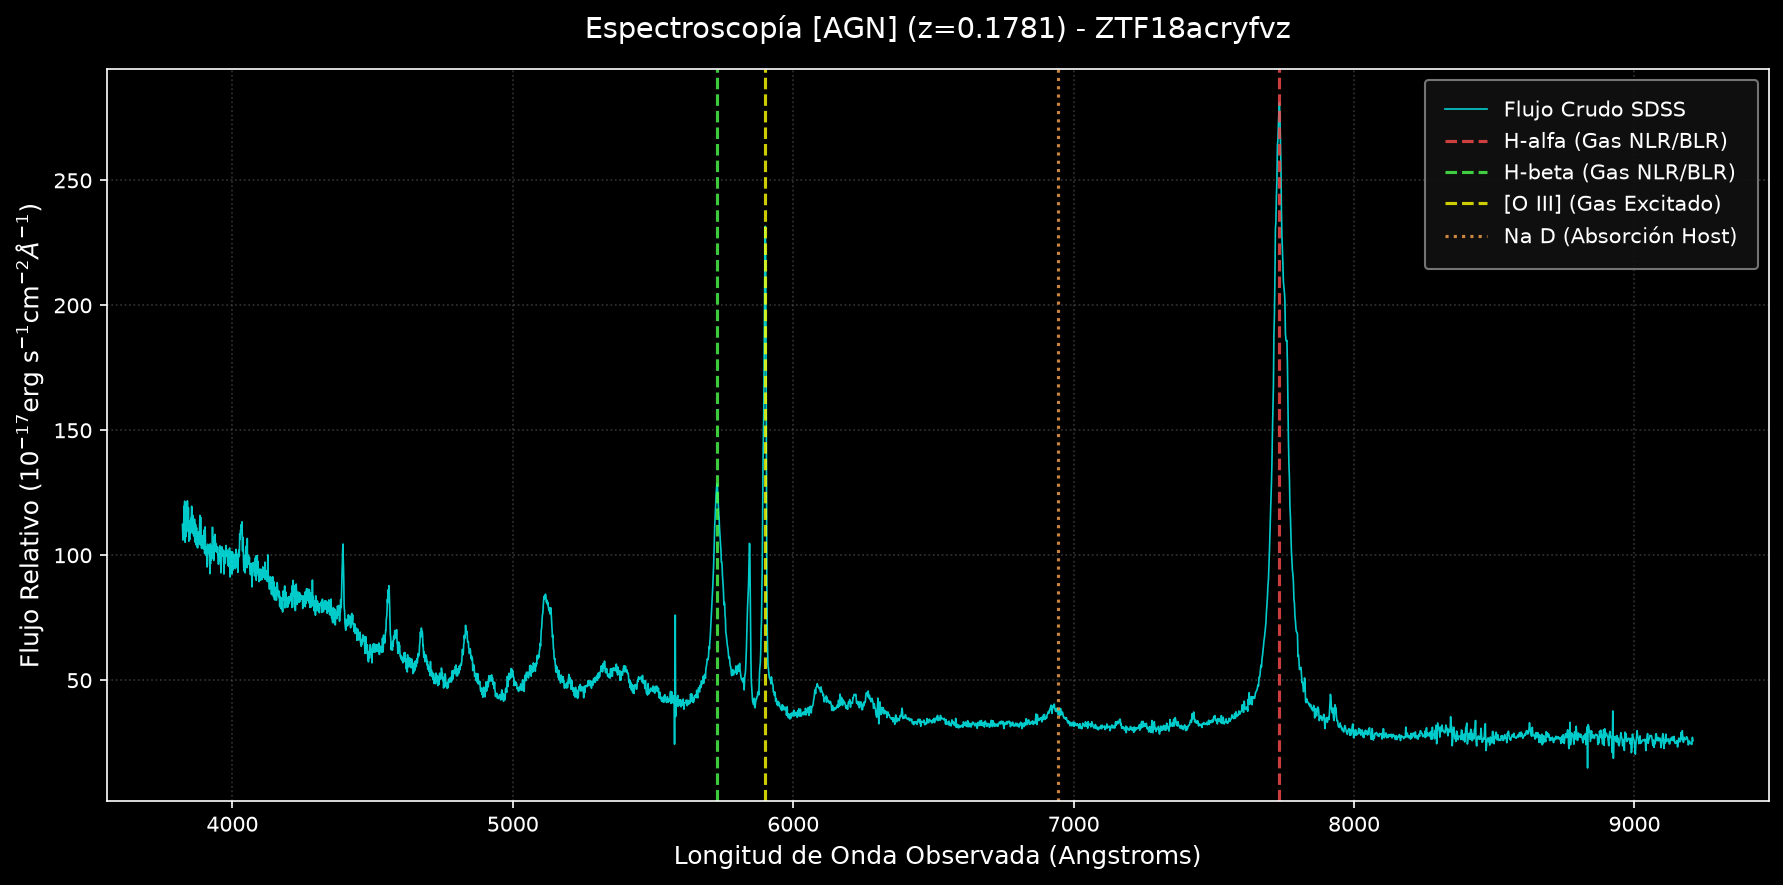 Espectroscopía [AGN] (z=0.1781) - ZTF18acryfvz
Flujo Relativo (10⁻¹⁷erg s⁻¹cm⁻²Å⁻¹)
250
200
150
100
50
Flujo Crudo SDSS
H-alfa (Gas NLR/BLR)
H-beta (Gas NLR/BLR)
[O III] (Gas Excitado)
Na D (Absorción Host)
4000 5000 6000 7000 8000 9000
Longitud de Onda Observada (Angstroms)